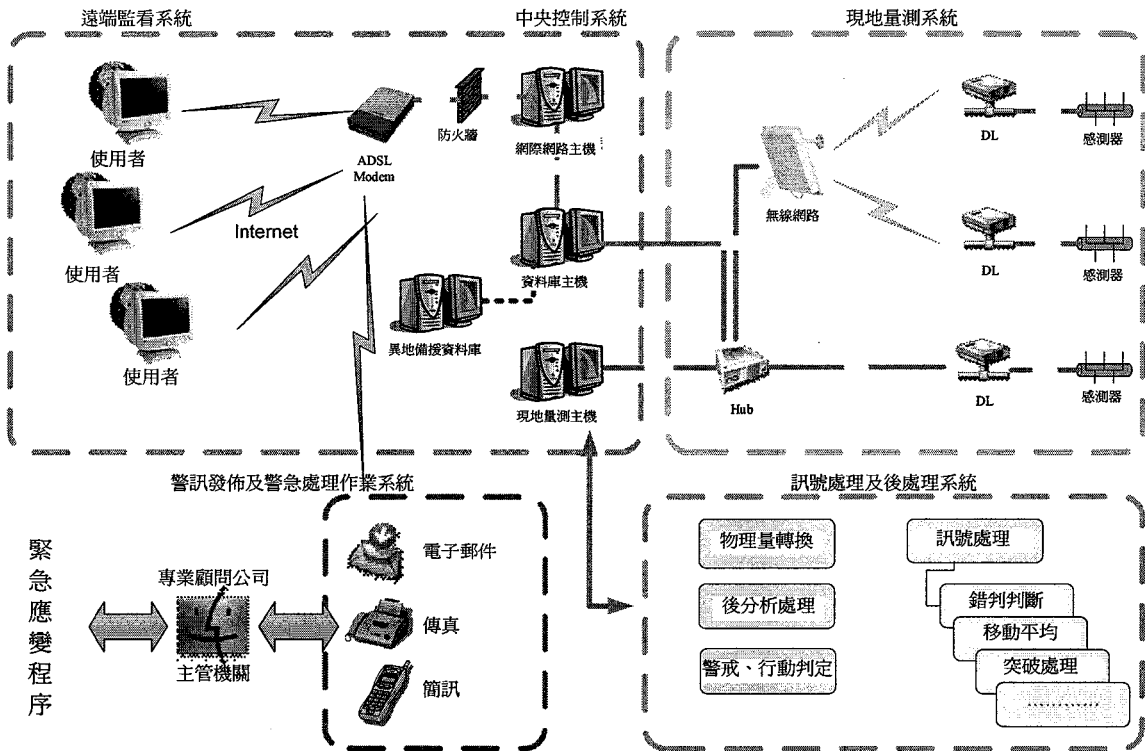 遠端監看系統
中央控制系統
現地量測系統
使用者
使用者
使用者
Internet
ADSL
Modem
防火牆
網際網路主機
資料庫主機
異地備援資料庫
現地量測主機
無線網路
Hub
DL
感測器
DL
感測器
DL
感測器
警訊發佈及警急處理作業系統
緊急應變程序
專業顧問公司
主管機關
電子郵件
傳真
簡訊
訊號處理及後處理系統
物理量轉換
後分析處理
警戒、行動判定
訊號處理
錯判判斷
移動平均
突破處理
…………